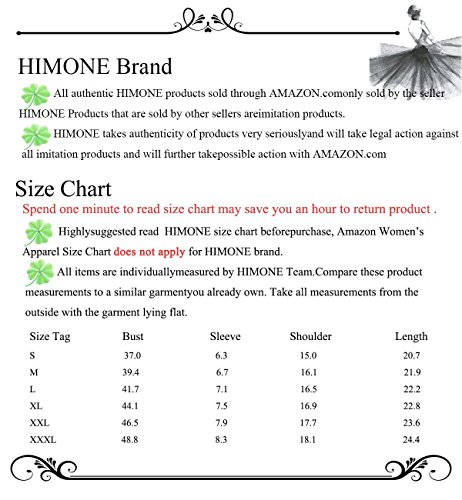 HIMONE Brand
All authentic HIMONE products sold through AMAZON.comonly sold by the seller
HIMONE Products that are sold by other sellers areimitation products.
HIMONE takes authenticity of products very seriouslyand will take legal action against
all imitation products and will further takepossible action with AMAZON.com
Size Chart
Spend one minute to read size chart may save you an hour to return product .
Highlysuggested read HIMONE size chart beforepurchase, Amazon Women's
Apparel Size Chart does not apply for HIMONE brand.
All items are individuallymeasured by HIMONE Team.Compare these product
measurements to a similar garmentyou already own. Take all measurements from the
outside with the garment lying flat.
Size Tag Bust Sleeve Shoulder Length
S 37.0 6.3 15.0 20.7
M 39.4 6.7 16.1 21.9
L 41.7 7.1 16.5 22.2
XL 44.1 7.5 16.9 22.8
XXL 46.5 7.9 17.7 23.6
XXXL 48.8 8.3 18.1 24.4